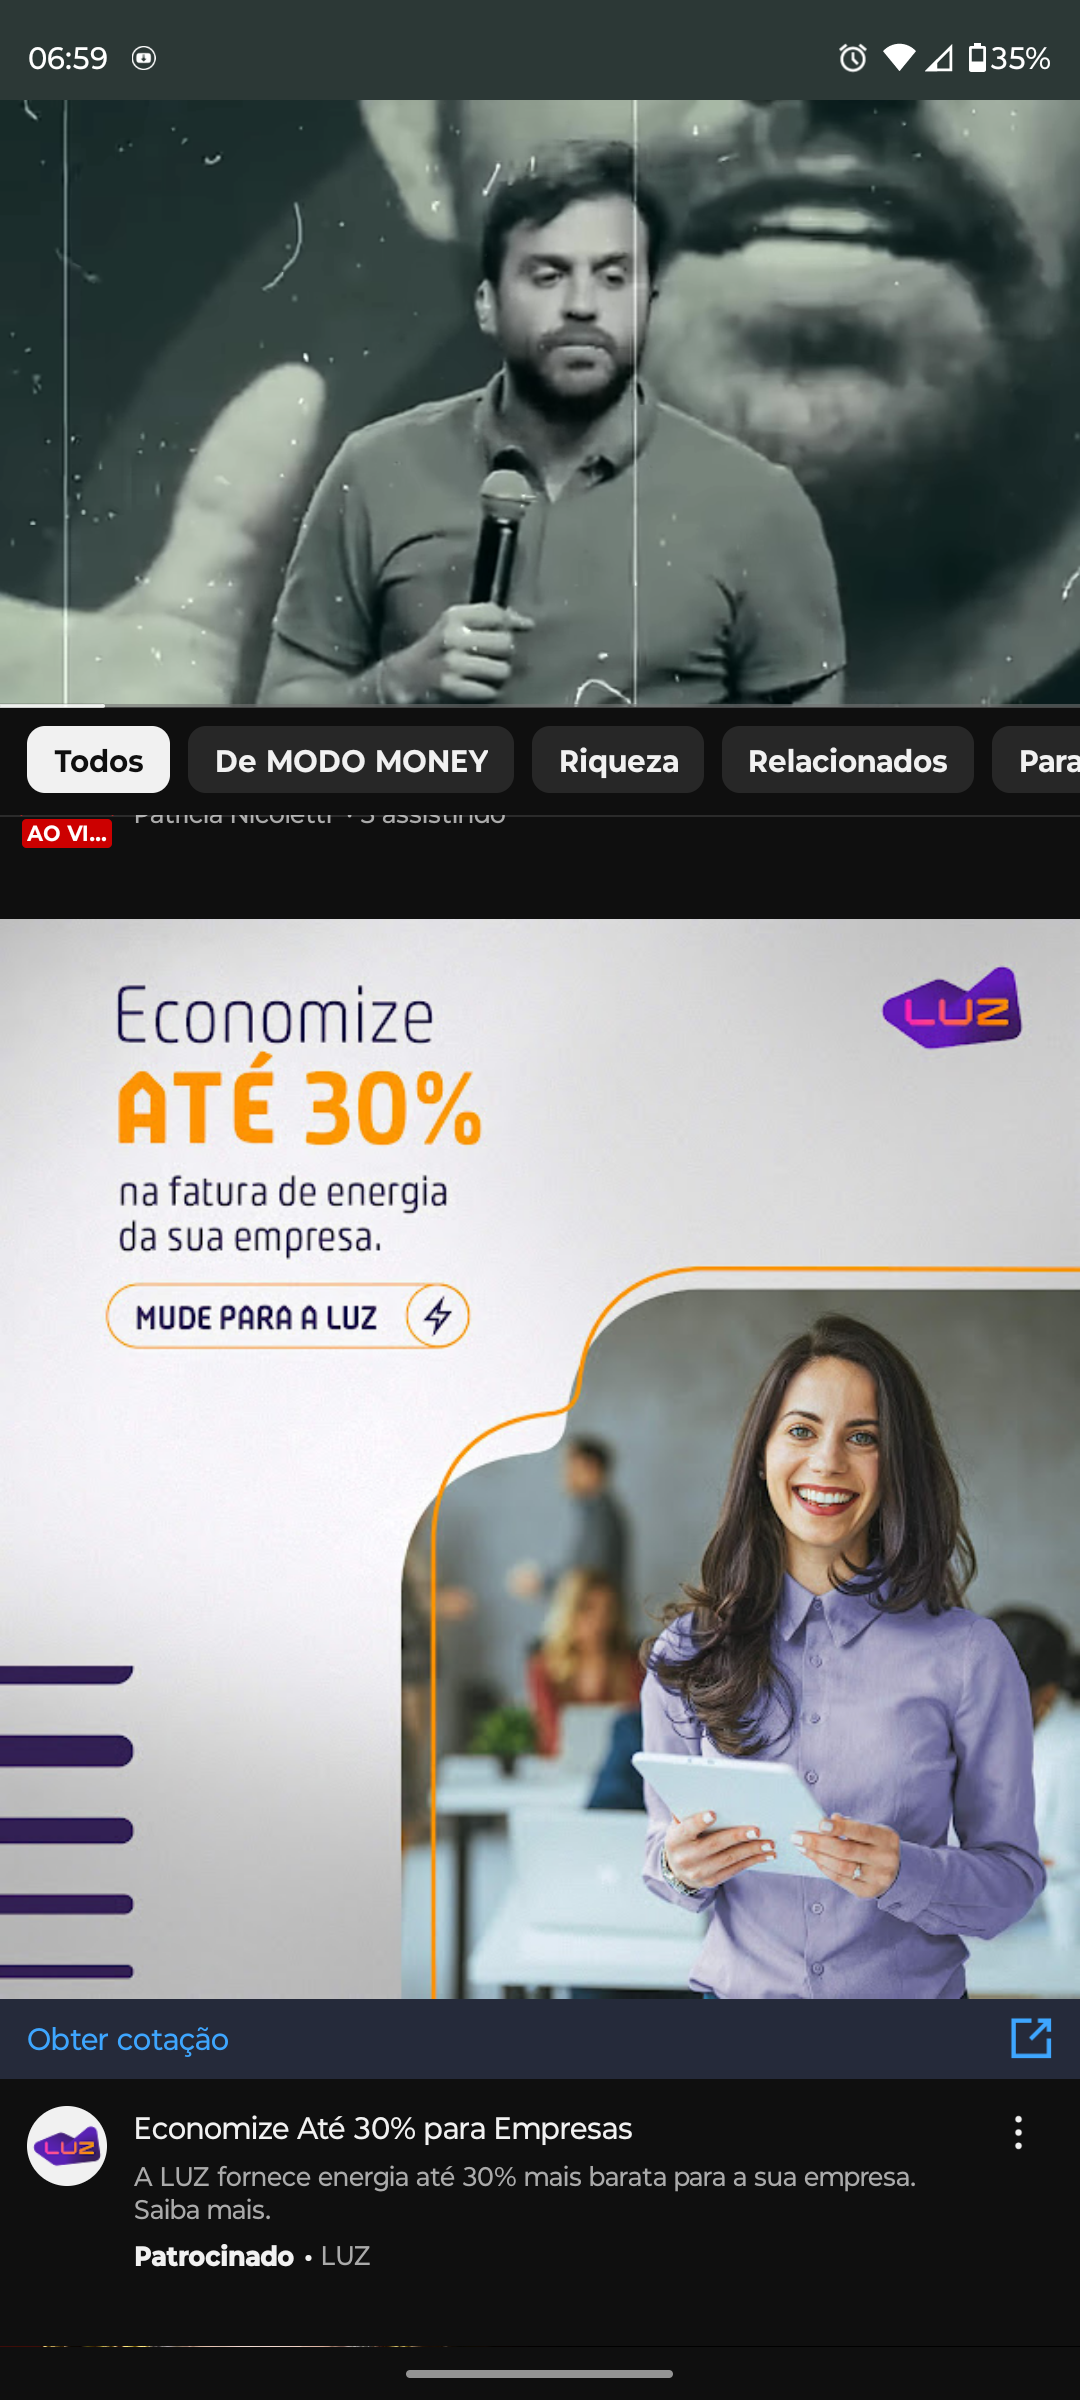 06:59
35%
Todos
De MODO MONEY
Riqueza
Relacionados
Para
AO VI...
Patricia Nicoletti • 3 assistindo
Economize
ATÉ 30%
na fatura de energia
da sua empresa.
MUDE PARA A LUZ
LUZ
Obter cotação
LUZ
Economize Até 30% para Empresas
A LUZ fornece energia até 30% mais barata para a sua empresa.
Saiba mais.
Patrocinado • LUZ